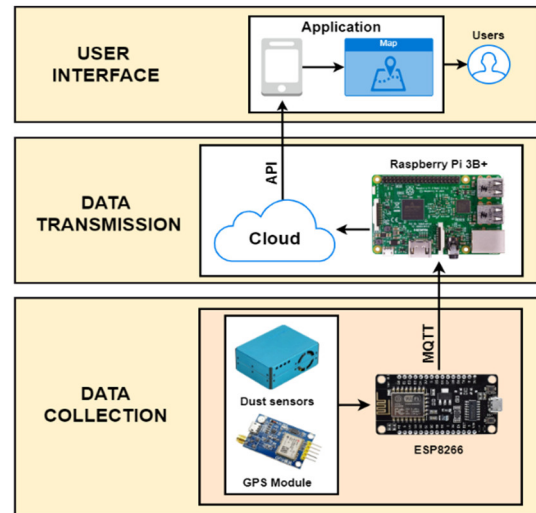 USER
INTERFACE
Application
Map
Users
DATA
TRANSMISSION
API
Cloud
Raspberry Pi 3B+
DATA
COLLECTION
Dust sensors
GPS Module
MQTT
ESP8266